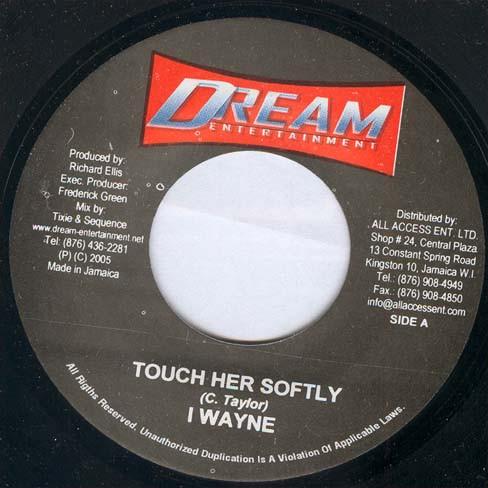 DREAM
ENTERTAINMENT
Produced by:
Richard Ellis
Exec. Producer:
Frederick Green
Mix by:
Tixie & Sequence
www.dream-entertainment.net
Tel: (876) 436-2281
(P) (C) 2005
Made in Jamaica
Distributed by:
ALL ACCESS ENT. LTD.
Shop # 24, Central Plaza
13 Constant Spring Road
Kingston 10, Jamaica W.I.
Tel.: (876) 908-4949
Fax.: (876) 908-4850
info@allaccessent.com
SIDE A
TOUCH HER SOFTLY
(C. Taylor)
I WAYNE
All Rigths Reserved. Unauthorized Duplication Is A Violation Of Applicable Laws.